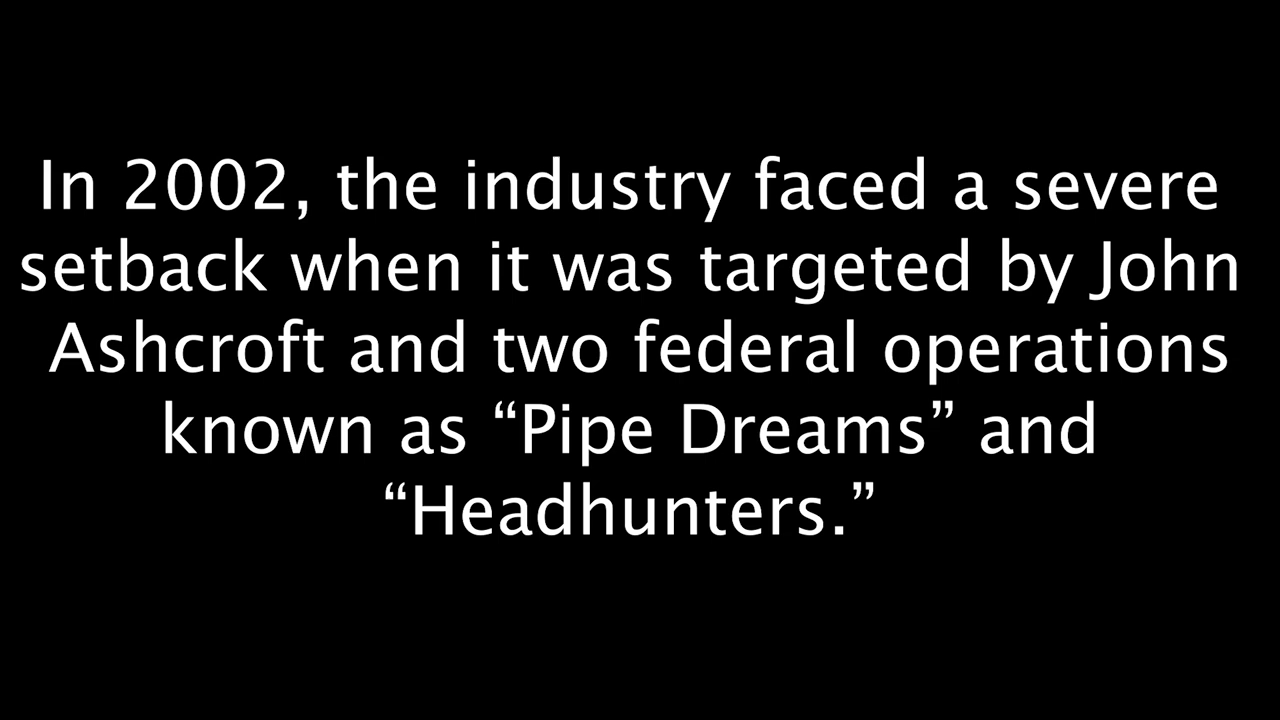 In 2002, the industry faced a severe
setback when it was targeted by John
Ashcroft and two federal operations
known as “Pipe Dreams” and
“Headhunters.”